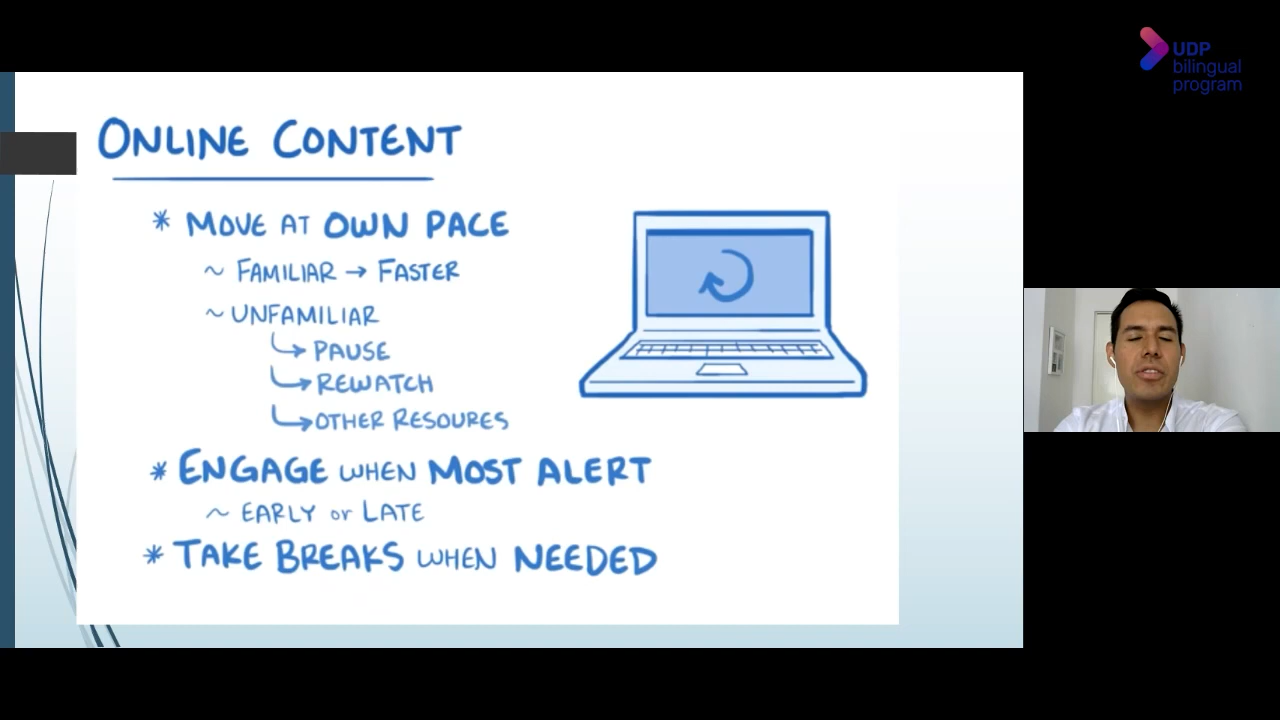 UDP
bilingual
program
ONLINE CONTENT
* MOVE AT OWN PACE
~ FAMILIAR → FASTER
~ UNFAMILIAR
↳ PAUSE
↳ REWATCH
↳ OTHER RESOURES
* ENGAGE WHEN MOST ALERT
~ EARLY or LATE
* TAKE BREAKS WHEN NEEDED